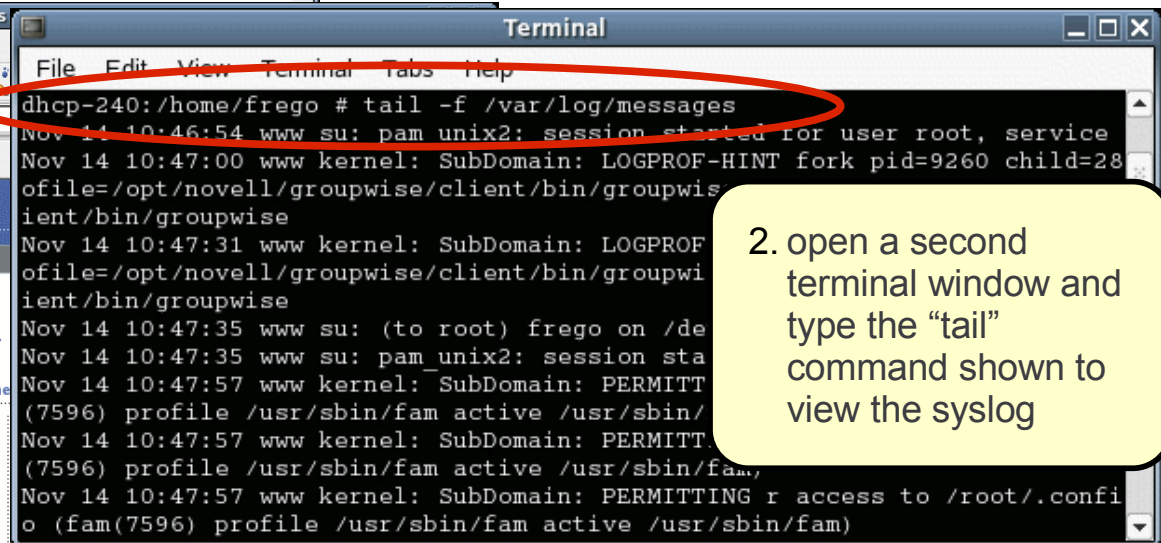 Terminal
File Edit View Terminal Tabs Help
dhcp-240:/home/frego # tail -f /var/log/messages
Nov 14 10:46:54 www su: pam_unix2: session started for user root, service
Nov 14 10:47:00 www kernel: SubDomain: LOGPROF-HINT fork pid=9260 child=28
ofile=/opt/novell/groupwise/client/bin/groupwise
ient/bin/groupwise
Nov 14 10:47:31 www kernel: SubDomain: LOGPROF
ofile=/opt/novell/groupwise/client/bin/groupwi
ient/bin/groupwise
Nov 14 10:47:35 www su: (to root) frego on /de
Nov 14 10:47:35 www su: pam_unix2: session sta
Nov 14 10:47:57 www kernel: SubDomain: PERMITT
(7596) profile /usr/sbin/fam active /usr/sbin/
Nov 14 10:47:57 www kernel: SubDomain: PERMITT
(7596) profile /usr/sbin/fam active /usr/sbin/fam)
Nov 14 10:47:57 www kernel: SubDomain: PERMITTING r access to /root/.confi
o (fam(7596) profile /usr/sbin/fam active /usr/sbin/fam)
2. open a second
terminal window and
type the “tail”
command shown to
view the syslog